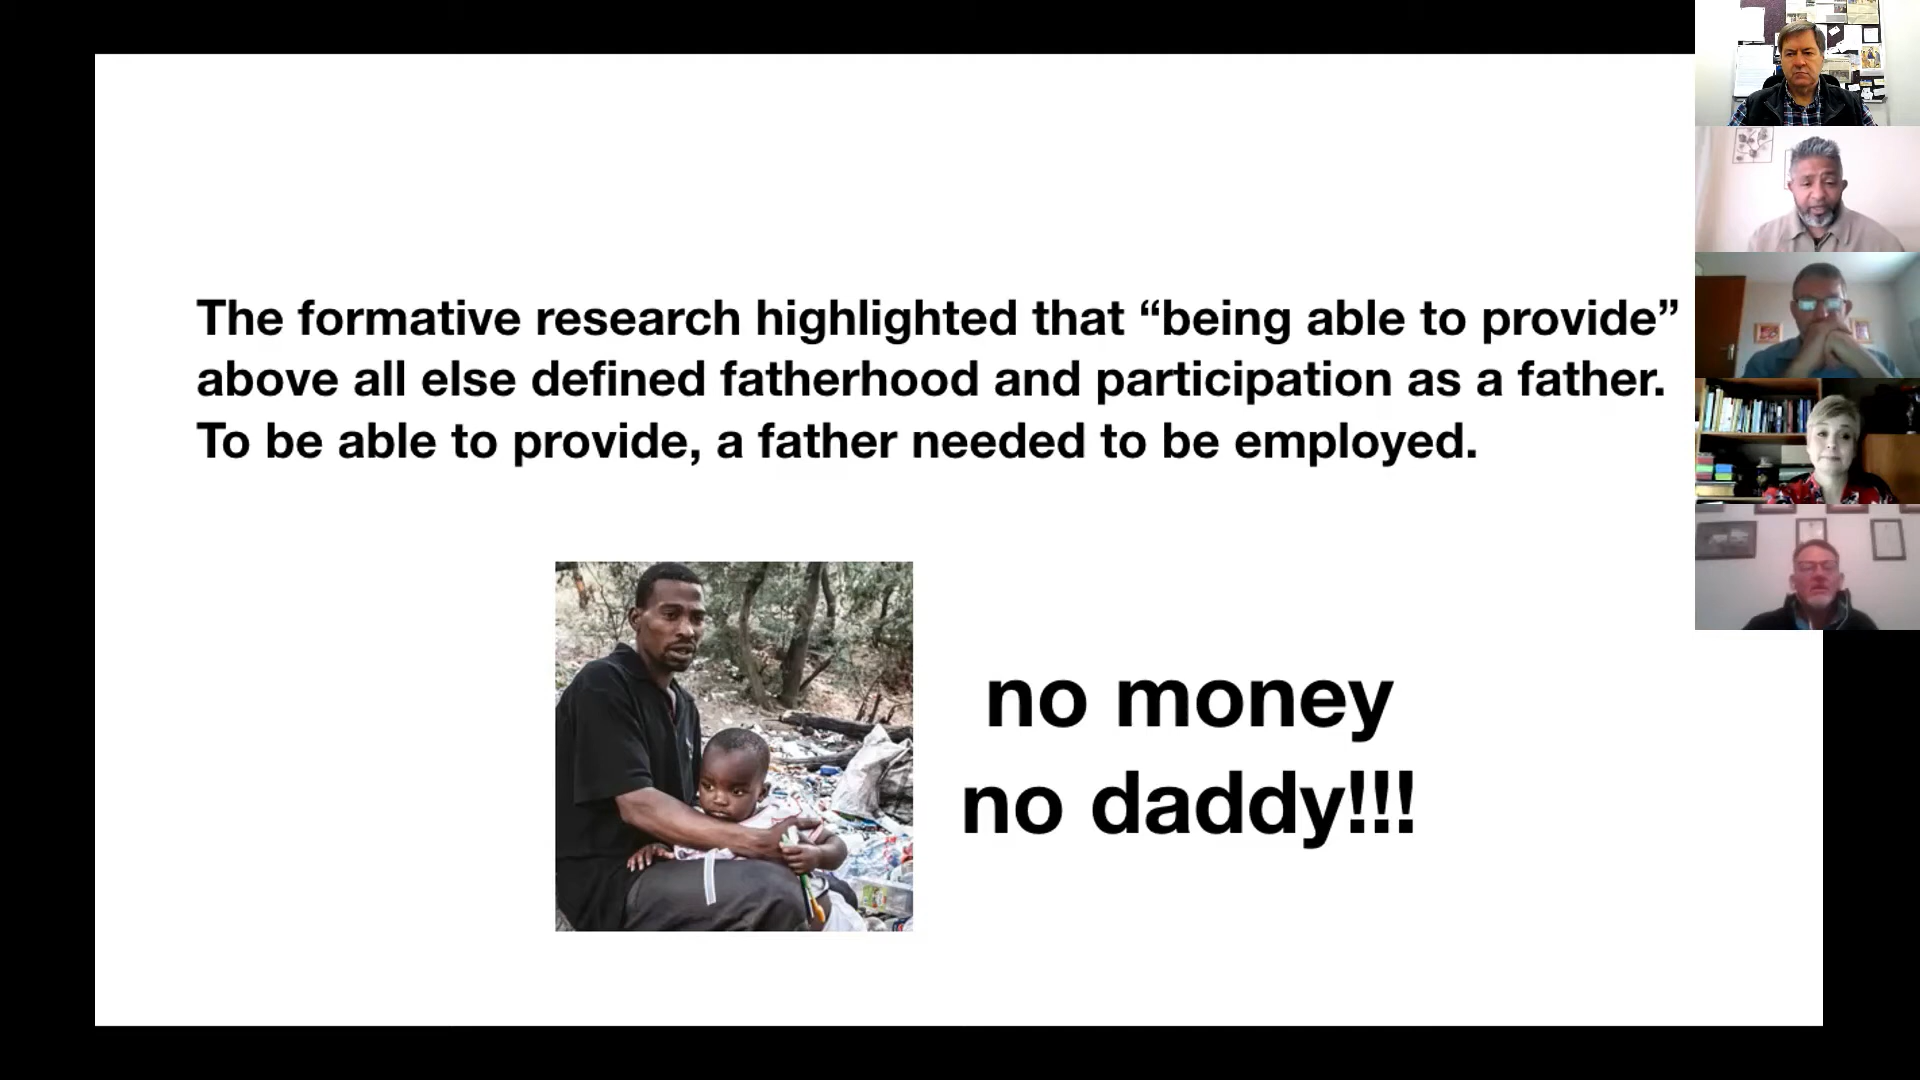 The formative research highlighted that “being able to provide”
above all else defined fatherhood and participation as a father.
To be able to provide, a father needed to be employed.
no money
no daddy!!!